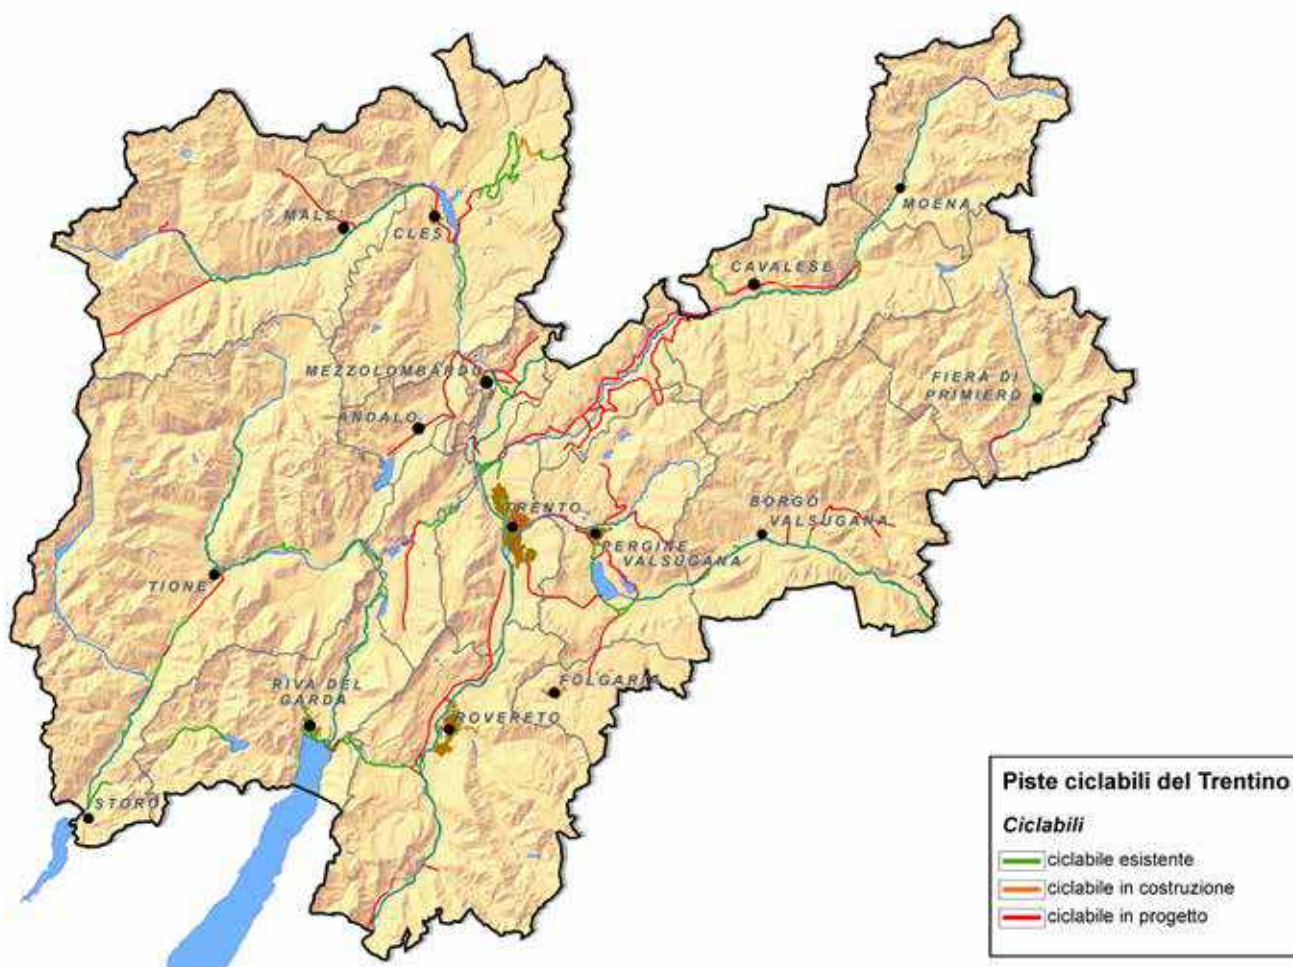 MOENA
MALE
CLES
CAVALESE
MEZZOLOMBARDO
FIERA DI
PRIMIERO
ANDALO
BORGO
VALSUGANA
TRENTO
PERGINE
VALSUGANA
TIONE
FOLGARIA
RIVA DEL
GARDA
ROVERETO
STORO
Piste ciclabili del Trentino
Ciclabili
ciclabile esistente
ciclabile in costruzione
ciclabile in progetto